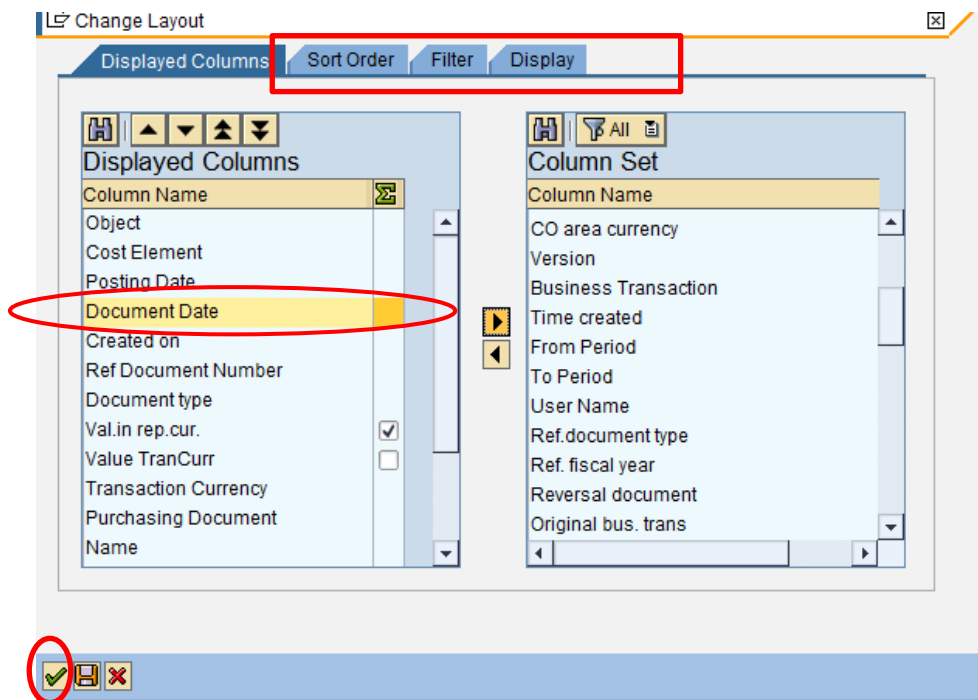 Change Layout
Displayed Columns Sort Order Filter Display
Displayed Columns
Column Name
Object
Cost Element
Posting Date
Document Date
Created on
Ref Document Number
Document type
Val.in rep.cur.
Value TranCurr
Transaction Currency
Purchasing Document
Name
All
Column Set
Column Name
CO area currency
Version
Business Transaction
Time created
From Period
To Period
User Name
Ref.document type
Ref. fiscal year
Reversal document
Original bus. trans